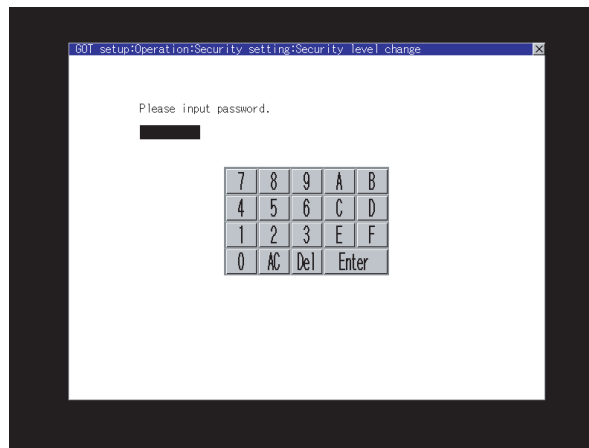 GOT setup:Operation:Security setting:Security level change
Please input password.
7 8 9 A B
4 5 6 C D
1 2 3 E F
0 AC Del Enter